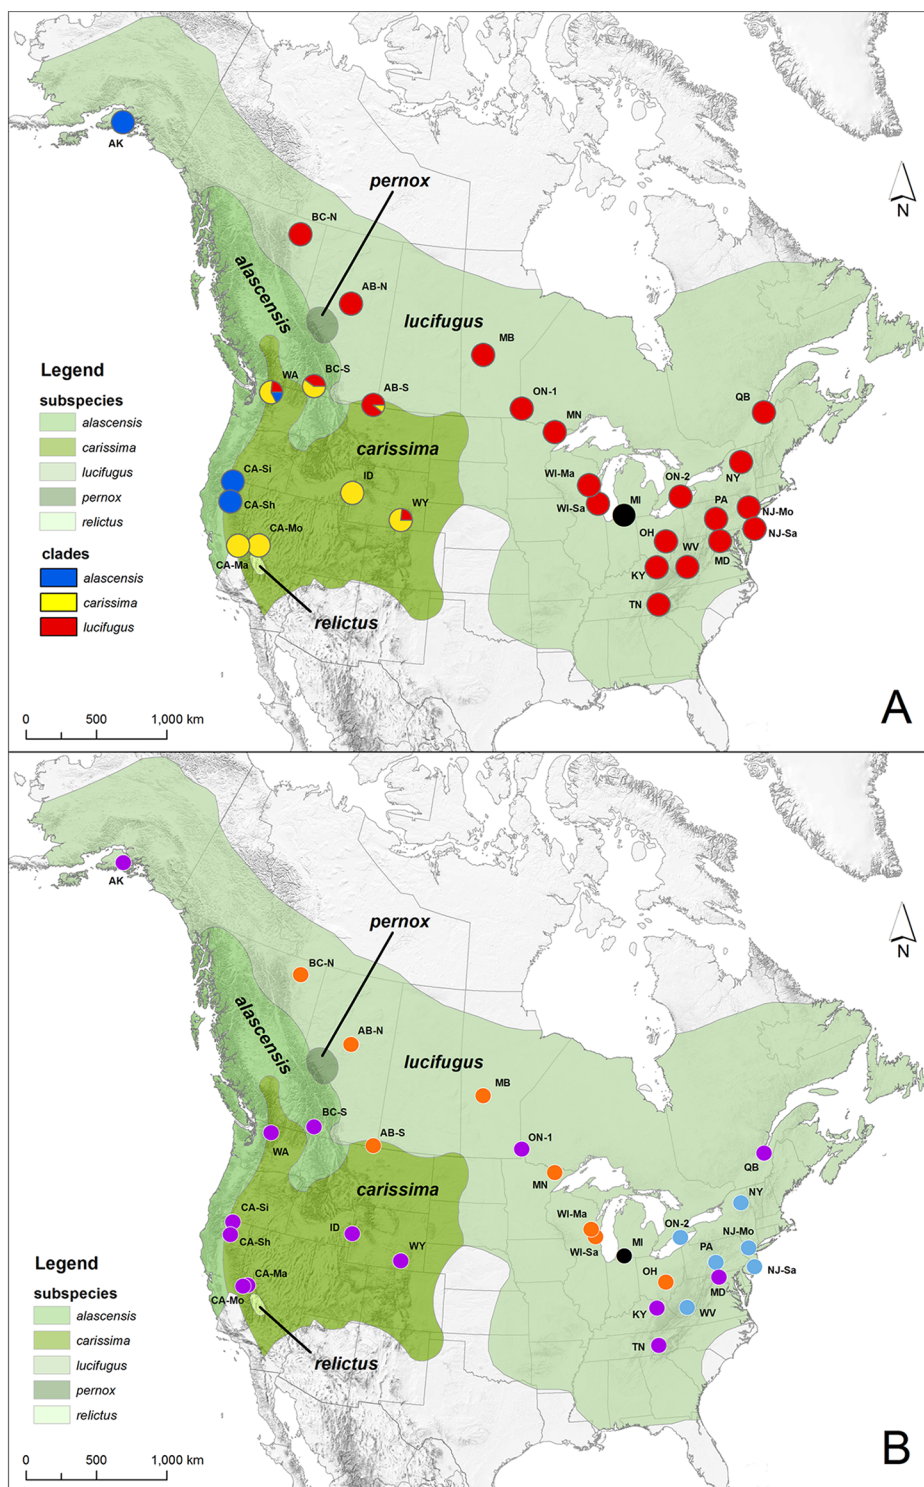 AK
pernox
N
BC-N
alascensis
AB-N
lucifugus
MB
Legend
subspecies
alascensis
carissima
lucifugus
pernox
relictus
clades
alascensis
carissima
lucifugus
WA
BC-S
AB-S
ON-1
MN
QB
carissima
CA-Si
ID
WI-Ma
ON-2
NY
CA-Sh
WY
WI-Sa
MI
PA
NJ-Mo
CA-Mo
OH
WV
NJ-Sa
CA-Ma
KY
MD
TN
relictus
0 500 1,000 km
A
AK
pernox
N
BC-N
alascensis
AB-N
lucifugus
MB
BC-S
AB-S
ON-1
WA
QB
MN
carissima
NY
CA-Si
WI-Ma
ON-2
NJ-Mo
ID
CA-Sh
WY
WI-Sa
MI
PA
NJ-Sa
Legend
subspecies
alascensis
carissima
lucifugus
pernox
relictus
CA-Ma
OH
MD
CA-Mo
KY
WV
TN
relictus
0 500 1,000 km
B